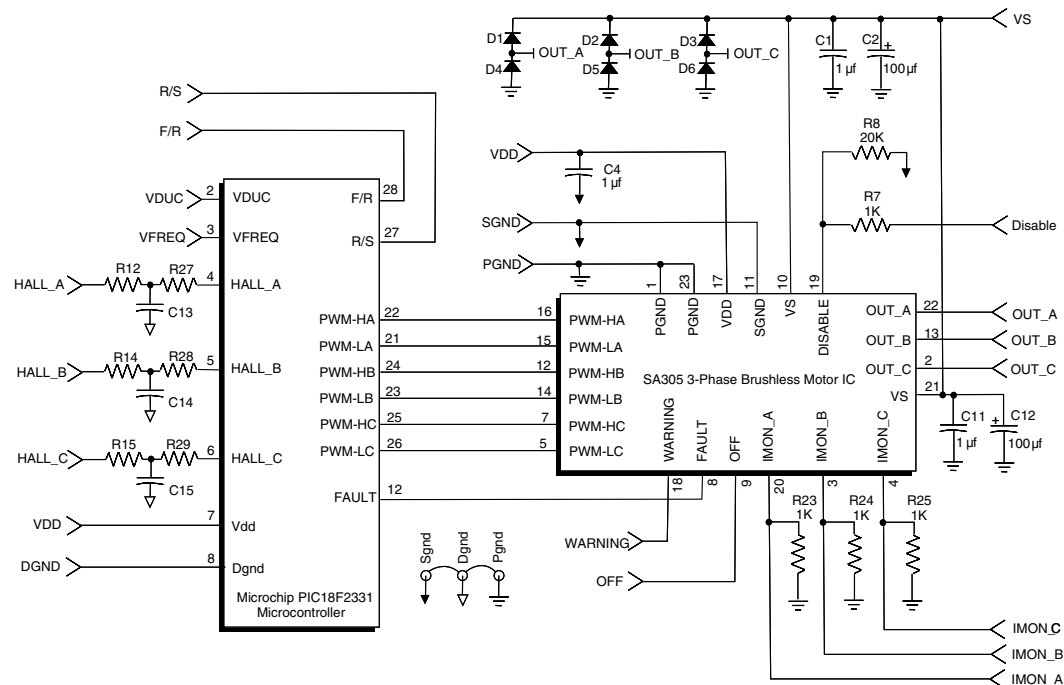 VS
D1
D2
D3
C1
C2
+
OUT_A
OUT_B
OUT_C
D4
D5
D6
1 µf
100 µf
R/S
F/R
R8
20K
VDD
C4
1 µf
R7
1K
SGND
Disable
PGND
VDUC
2
VDUC
F/R
28
VFREQ
3
VFREQ
R/S
27
HALL_A
R12
R27
4
HALL_A
C13
HALL_B
R14
R28
5
HALL_B
C14
HALL_C
R15
R29
6
HALL_C
C15
VDD
7
Vdd
DGND
8
Dgnd
PWM-HA
22
PWM-LA
21
PWM-HB
24
PWM-LB
23
PWM-HC
25
PWM-LC
26
FAULT
12
Microchip PIC18F2331
Microcontroller
1
23
17
11
10
19
PGND
PGND
VDD
SGND
VS
DISABLE
16
PWM-HA
15
PWM-LA
12
PWM-HB
14
PWM-LB
7
PWM-HC
5
PWM-LC
SA305 3-Phase Brushless Motor IC
OUT_A
22
OUT_A
OUT_B
13
OUT_B
OUT_C
2
OUT_C
VS
21
C11
1 µf
+
C12
100 µf
WARNING
FAULT
OFF
IMON_A
IMON_B
IMON_C
18
8
9
20
3
4
R23
1K
R24
1K
R25
1K
WARNING
OFF
Sgnd
Dgnd
Pgnd
IMON_C
IMON_B
IMON_A